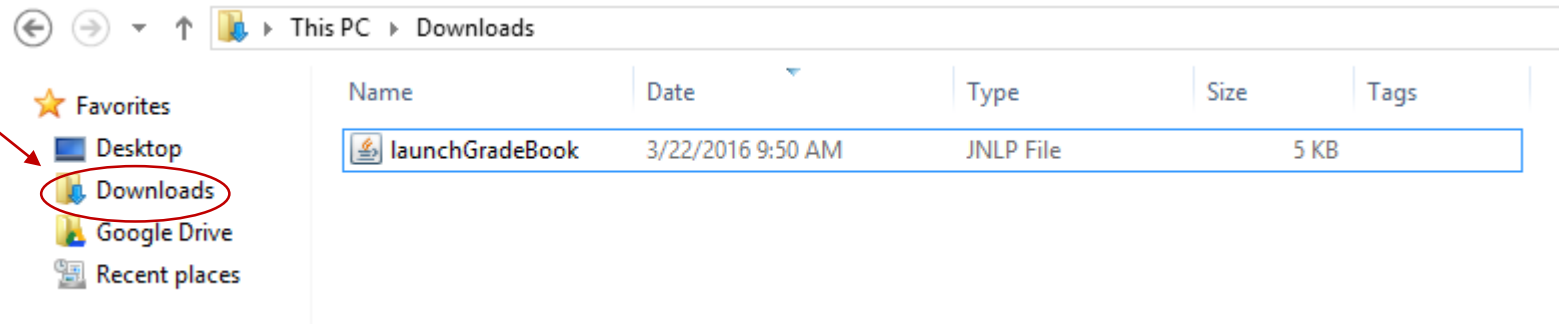 This PC Downloads
Name Date Type Size Tags
Favorites
Desktop
Downloads
Google Drive
Recent places
launchGradeBook 3/22/2016 9:50 AM JNLP File 5 KB